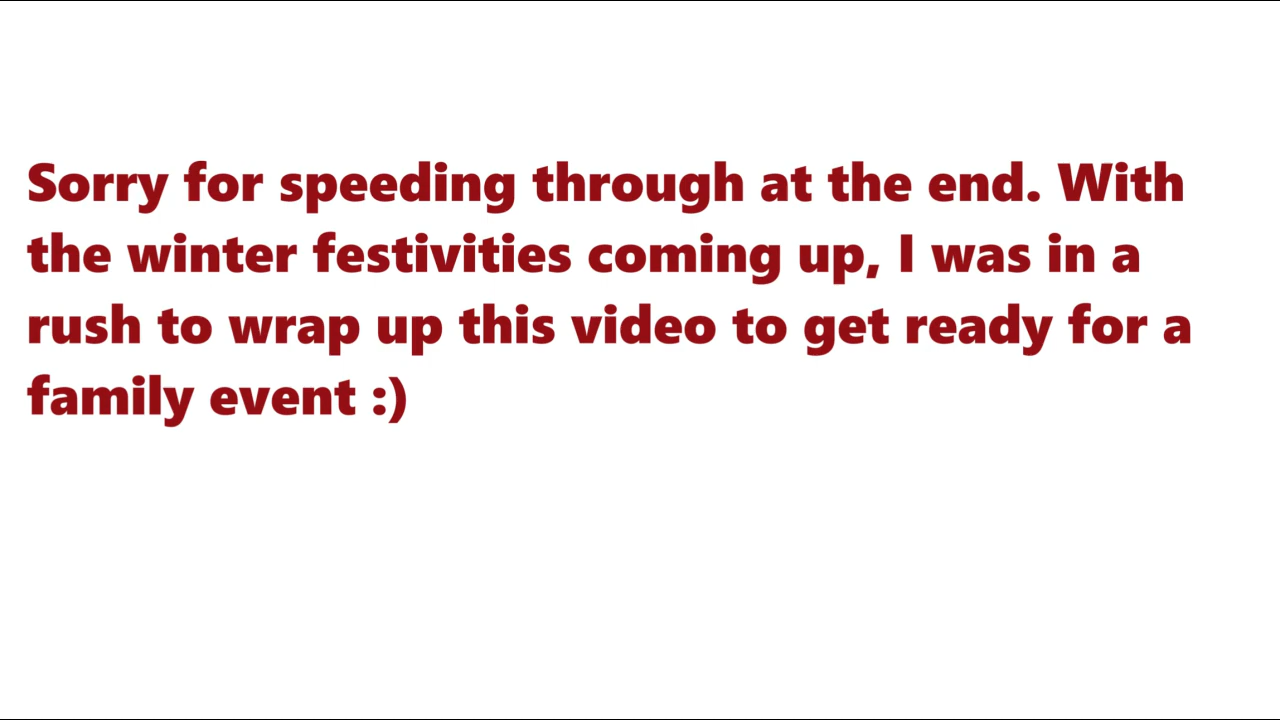 Sorry for speeding through at the end. With
the winter festivities coming up, I was in a
rush to wrap up this video to get ready for a
family event :)